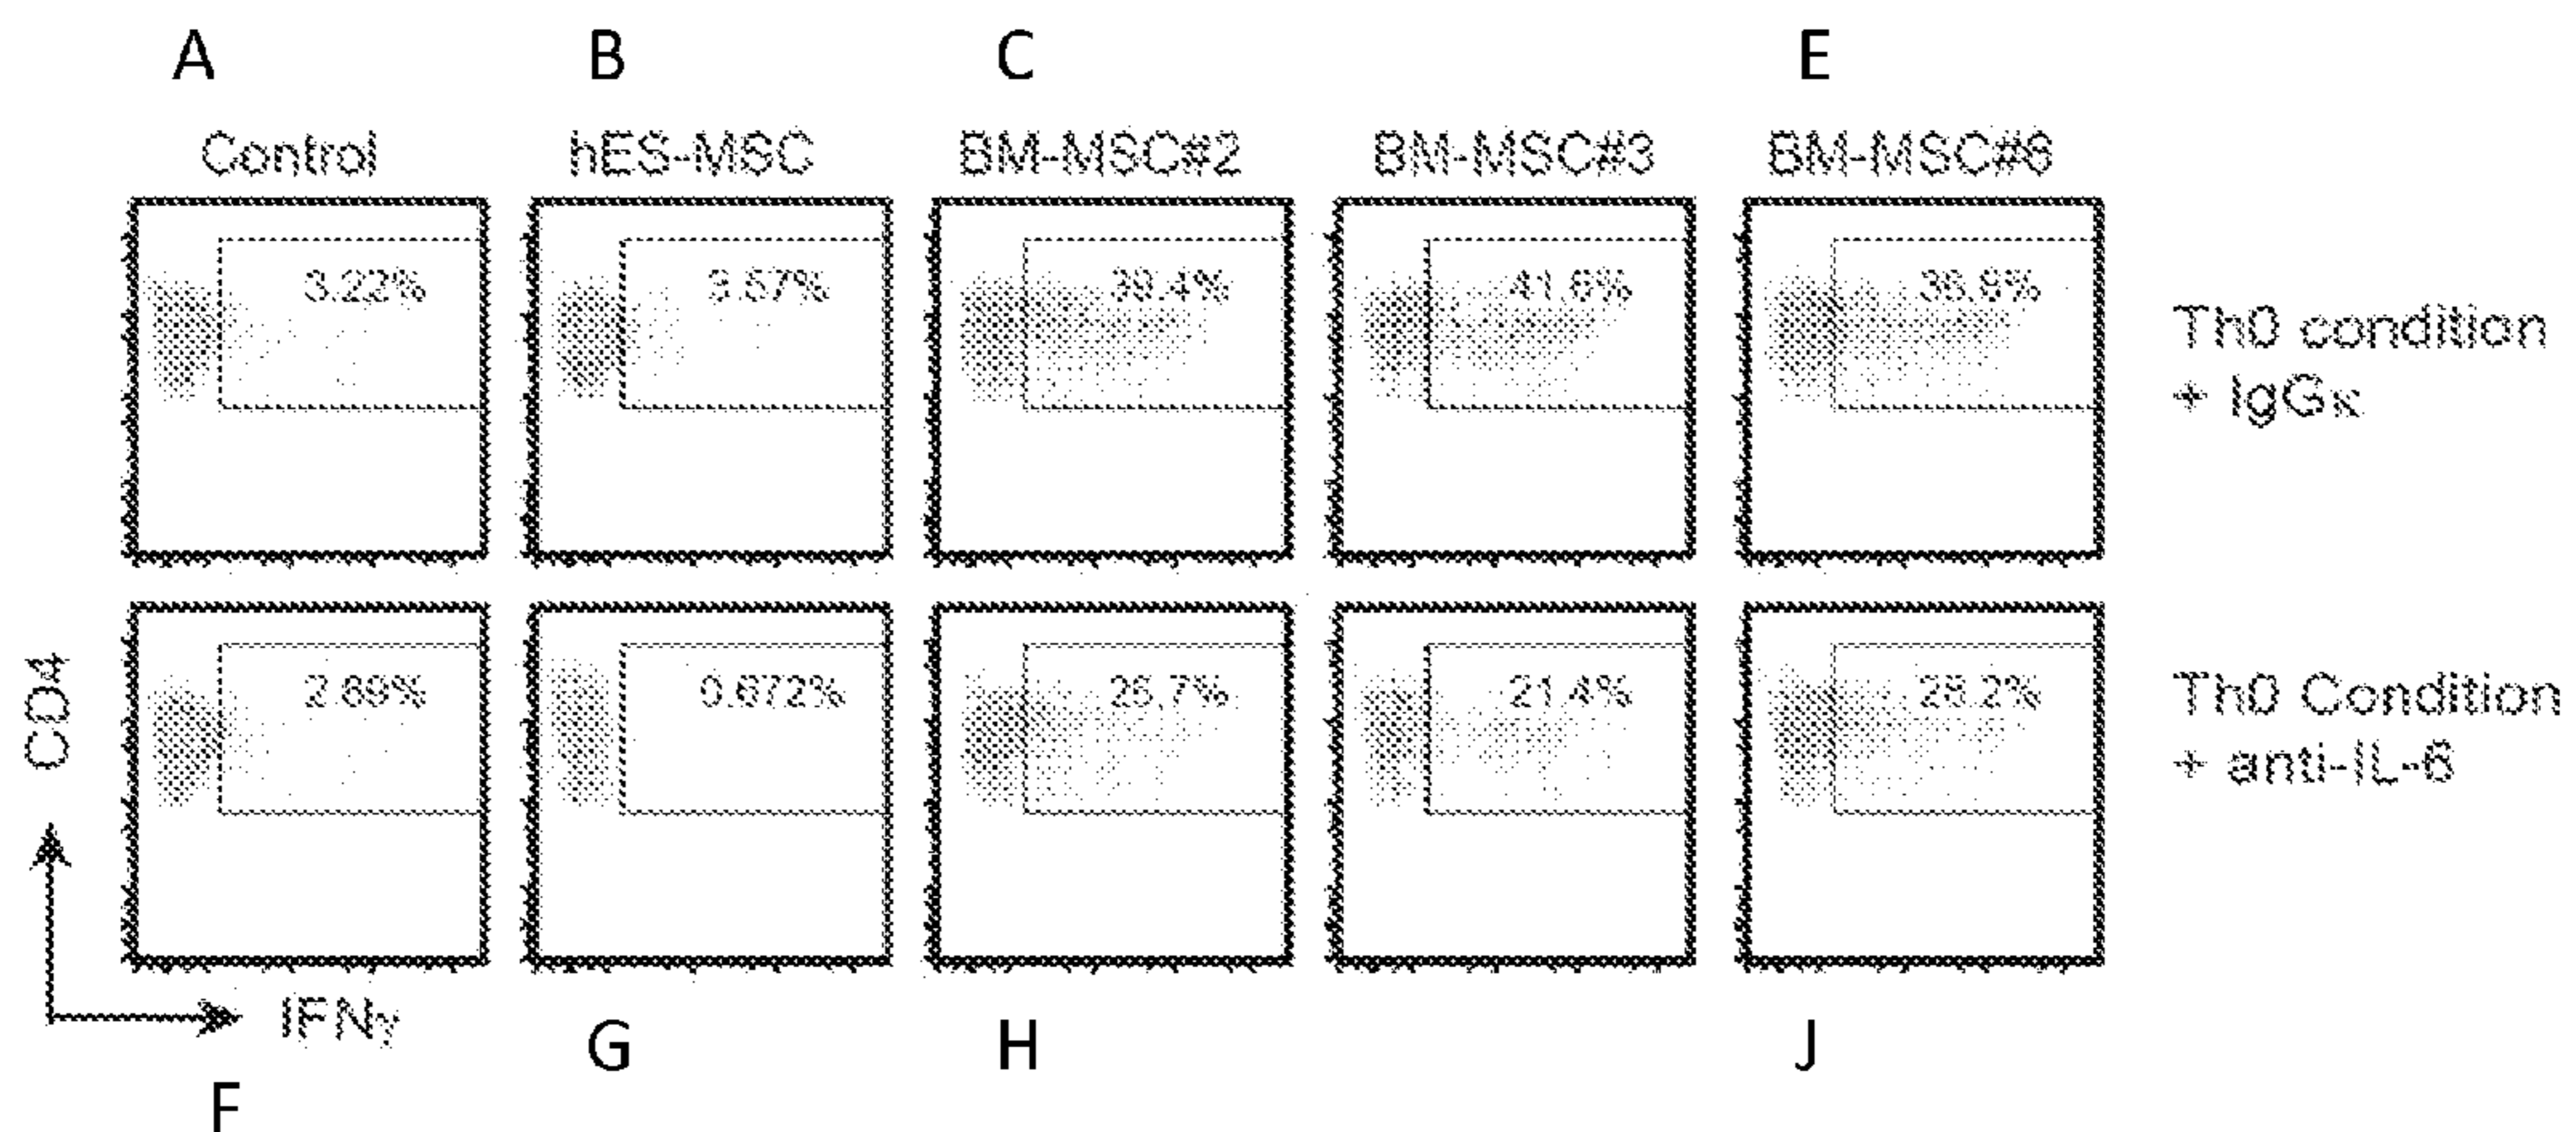 A B C E
Control hES-MSC BM-MSC#2 BM-MSC#3 BM-MSC#6
3.22% 3.57% 39.4% 41.6% 36.9%
Th0 condition
+ IgGκ
2.69% 0.672% 25.7% 21.4% 28.2%
Th0 Condition
+ anti-IL-6
CD4
IFNγ
G H J
F